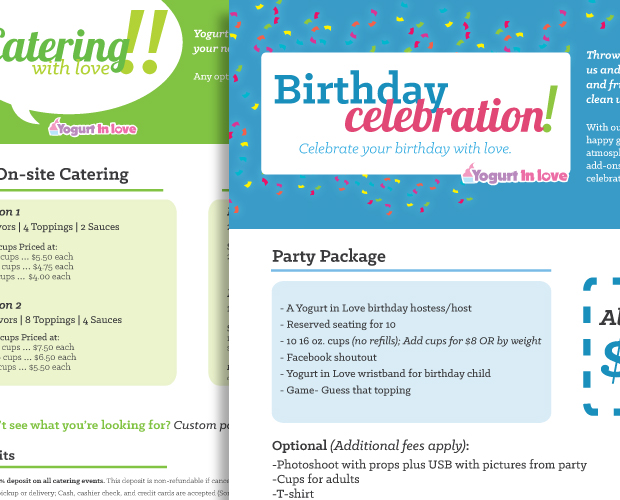 Catering!!
with love
Yogurt in love
Yogurt
your n
Any opt
On-site Catering
on 1
vors | 4 Toppings | 2 Sauces
cups Priced at:
cups ... $5.50 each
cups ... $4.75 each
cups ... $4.00 each
on 2
vors | 8 Toppings | 4 Sauces
cups Priced at:
cups ... $7.50 each
cups ... $6.50 each
cups ... $5.50 each
't see what you're looking for? Custom pa
its
% deposit on all catering events. This deposit is non-refundable if cance
pickup or delivery; Cash, cashier check, and credit cards are accepted (So
Birthday
celebration!
Celebrate your birthday with love.
Yogurt in love
Throw
us and
and fr
clean u
With ou
happy g
atmosph
add-ons
celebrat
Party Package
- A Yogurt in Love birthday hostess/host
- Reserved seating for 10
- 10 16 oz. cups (no refills); Add cups for $8 OR by weight
- Facebook shoutout
- Yogurt in Love wristband for birthday child
- Game- Guess that topping
Al
$
Optional (Additional fees apply):
-Photoshoot with props plus USB with pictures from party
-Cups for adults
-T-shirt